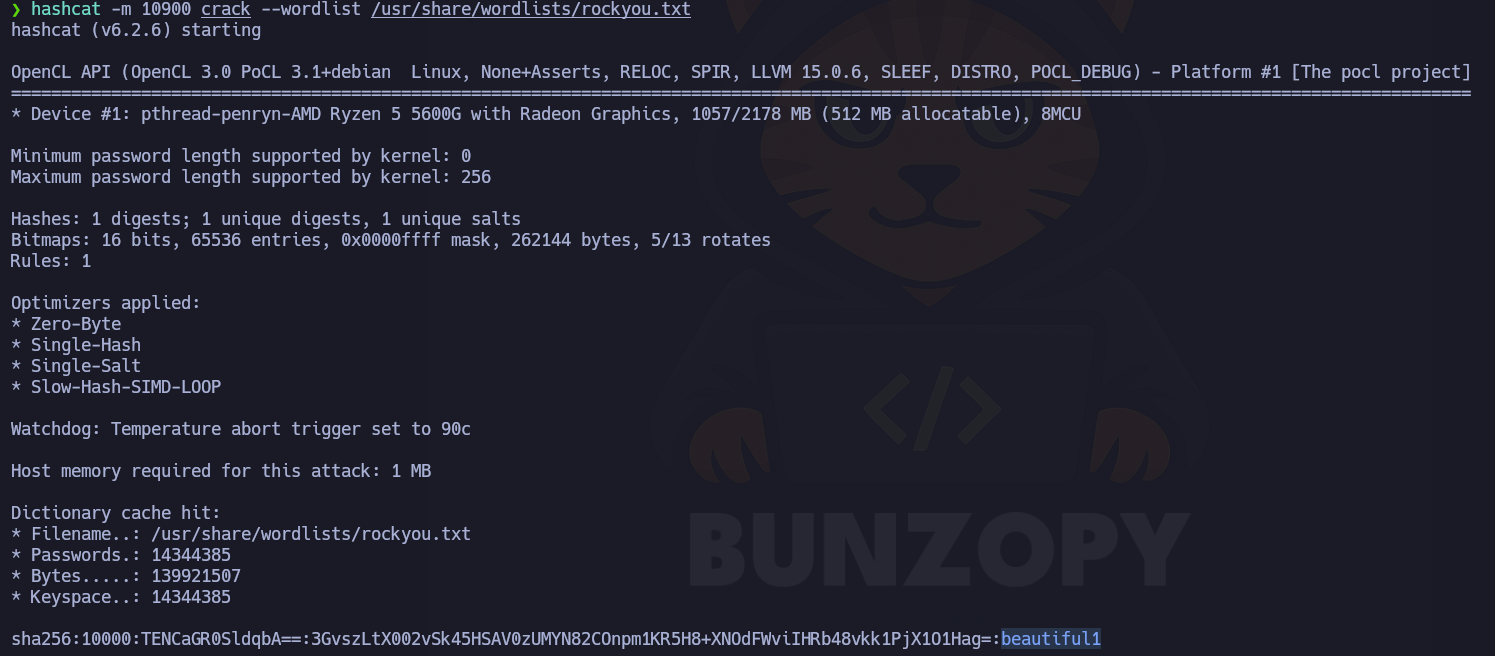 ❯ hashcat -m 10900 crack --wordlist /usr/share/wordlists/rockyou.txt
hashcat (v6.2.6) starting
OpenCL API (OpenCL 3.0 PoCL 3.1+debian  Linux, None+Asserts, RELOC, SPIR, LLVM 15.0.6, SLEEF, DISTRO, POCL_DEBUG) - Platform #1 [The pocl project]
==================================================================================================================================================
* Device #1: pthread-penryn-AMD Ryzen 5 5600G with Radeon Graphics, 1057/2178 MB (512 MB allocatable), 8MCU
Minimum password length supported by kernel: 0
Maximum password length supported by kernel: 256
Hashes: 1 digests; 1 unique digests, 1 unique salts
Bitmaps: 16 bits, 65536 entries, 0x0000ffff mask, 262144 bytes, 5/13 rotates
Rules: 1
Optimizers applied:
* Zero-Byte
* Single-Hash
* Single-Salt
* Slow-Hash-SIMD-LOOP
Watchdog: Temperature abort trigger set to 90c
Host memory required for this attack: 1 MB
Dictionary cache hit:
* Filename..: /usr/share/wordlists/rockyou.txt
* Passwords.: 14344385
* Bytes.....: 139921507
* Keyspace..: 14344385
sha256:10000:TENCaGR0SldqbA==:3GvszLtX002vSk45HSAV0zUMYN82COnpm1KR5H8+XNOdFWviIHRb48vkk1PjX1O1Hag=:beautiful1
</>
BUNZOPY